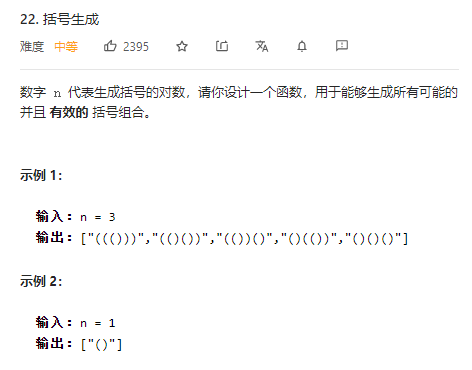 22. 括号生成
难度 中等 2395
数字 n 代表生成括号的对数，请你设计一个函数，用于能够生成所有可能的
并且 有效的 括号组合。
示例 1：
输入：n = 3
输出：["((()))","(()())","(())()","()(())","()()()"]
示例 2：
输入：n = 1
输出：["()"]